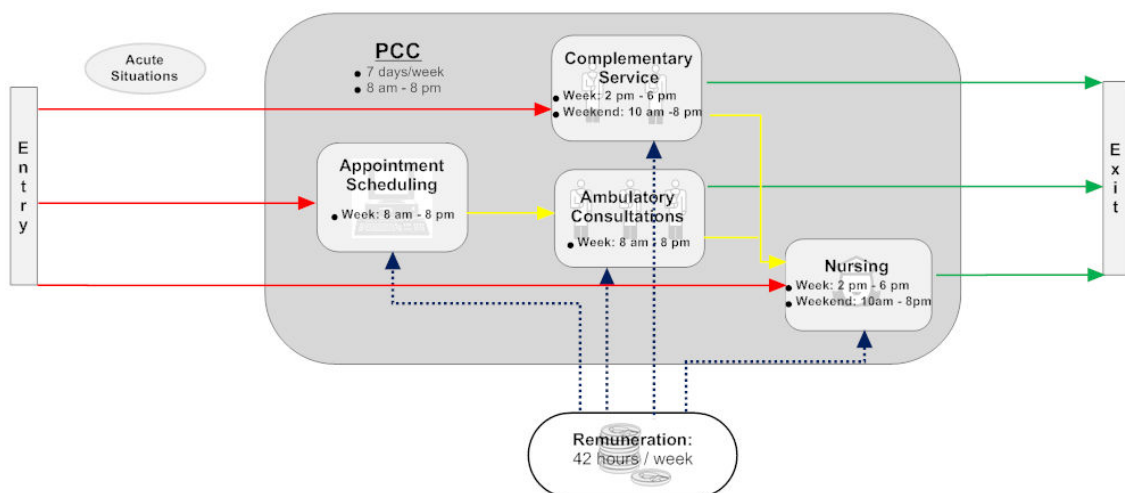 Acute
Situations
Entry
PCC
• 7 days/week
• 8 am - 8 pm
Complementary
Service
• Week: 2 pm - 6 pm
• Weekend: 10 am -8 pm
Appointment
Scheduling
• Week: 8 am - 8 pm
Ambulatory
Consultations
• Week: 8 am - 8 pm
Nursing
• Week: 2 pm - 6 pm
• Weekend: 10am - 8pm
Exit
Remuneration:
42 hours / week